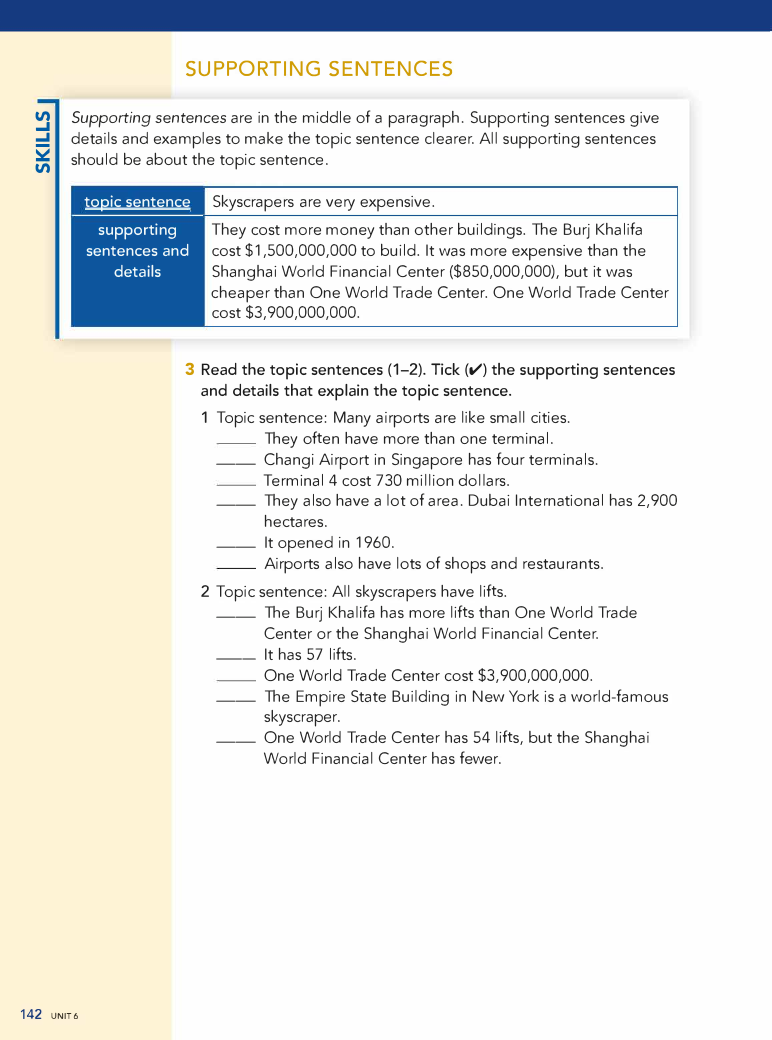 SUPPORTING SENTENCES
SKILLS
Supporting sentences are in the middle of a paragraph. Supporting sentences give
details and examples to make the topic sentence clearer. All supporting sentences
should be about the topic sentence.
topic sentence
Skyscrapers are very expensive.
supporting
sentences and
details
They cost more money than other buildings. The Burj Khalifa
cost $1,500,000,000 to build. It was more expensive than the
Shanghai World Financial Center ($850,000,000), but it was
cheaper than One World Trade Center. One World Trade Center
cost $3,900,000,000.
3 Read the topic sentences (1–2). Tick (✔) the supporting sentences
and details that explain the topic sentence.
1 Topic sentence: Many airports are like small cities.
_____ They often have more than one terminal.
_____ Changi Airport in Singapore has four terminals.
_____ Terminal 4 cost 730 million dollars.
_____ They also have a lot of area. Dubai International has 2,900
hectares.
_____ It opened in 1960.
_____ Airports also have lots of shops and restaurants.
2 Topic sentence: All skyscrapers have lifts.
_____ The Burj Khalifa has more lifts than One World Trade
Center or the Shanghai World Financial Center.
_____ It has 57 lifts.
_____ One World Trade Center cost $3,900,000,000.
_____ The Empire State Building in New York is a world-famous
skyscraper.
_____ One World Trade Center has 54 lifts, but the Shanghai
World Financial Center has fewer.
142 UNIT 6